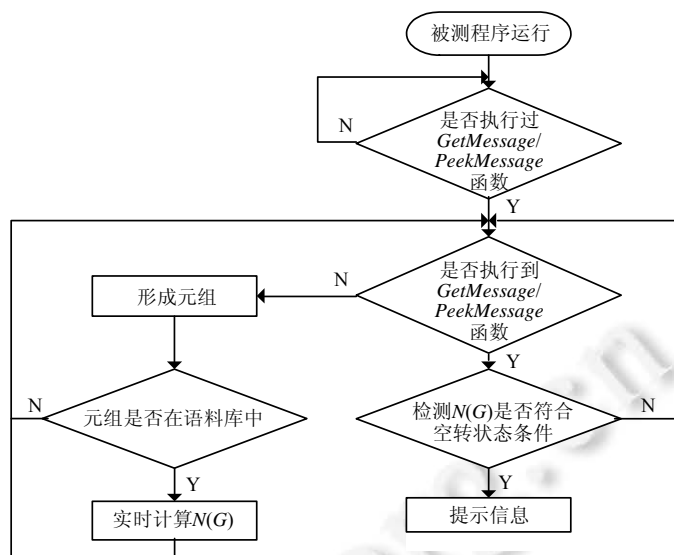 被测程序运行
是否执行过
GetMessage/
PeekMessage
函数
N
Y
是否执行到
GetMessage/
PeekMessage
函数
N
形成元组
Y
元组是否在语料库中
N
检测N(G)是否符合
空转状态条件
N
Y
Y
实时计算N(G)
提示信息